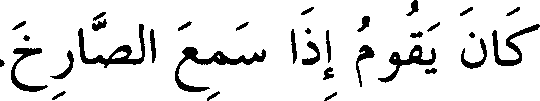 كَانَ يَقُومُ إِذَا سَمِعَ الصَّارِخَ.